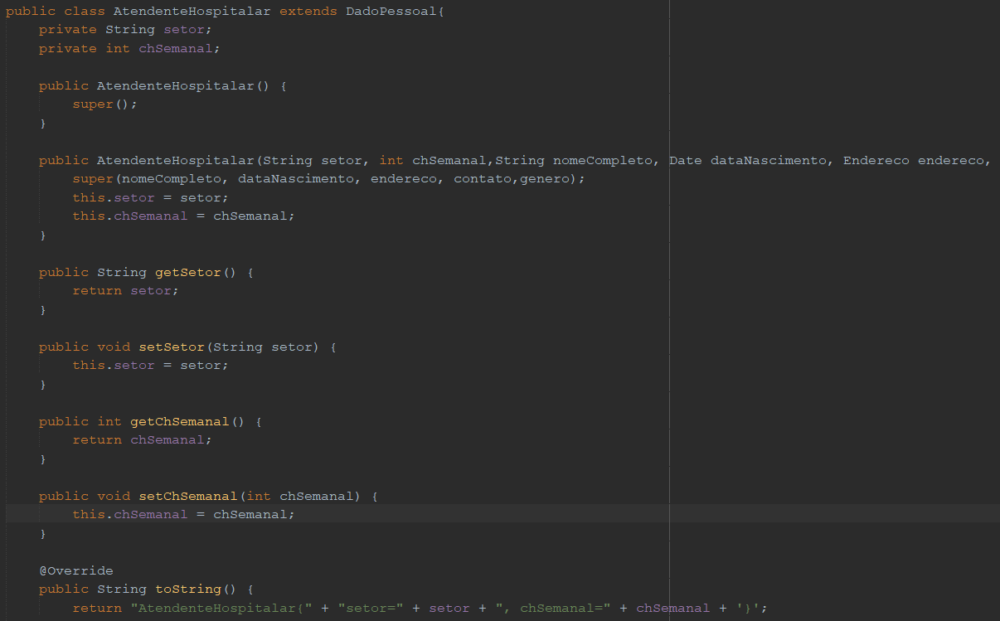 public class AtendenteHospitalar extends DadoPessoal{
    private String setor;
    private int chSemanal;

    public AtendenteHospitalar() {
        super();
    }

    public AtendenteHospitalar(String setor, int chSemanal,String nomeCompleto, Date dataNascimento, Endereco endereco,
        super(nomeCompleto, dataNascimento, endereco, contato,genero);
        this.setor = setor;
        this.chSemanal = chSemanal;
    }

    public String getSetor() {
        return setor;
    }

    public void setSetor(String setor) {
        this.setor = setor;
    }

    public int getChSemanal() {
        return chSemanal;
    }

    public void setChSemanal(int chSemanal) {
        this.chSemanal = chSemanal;
    }

    @Override
    public String toString() {
        return "AtendenteHospitalar{" + "setor=" + setor + ", chSemanal=" + chSemanal + '}';